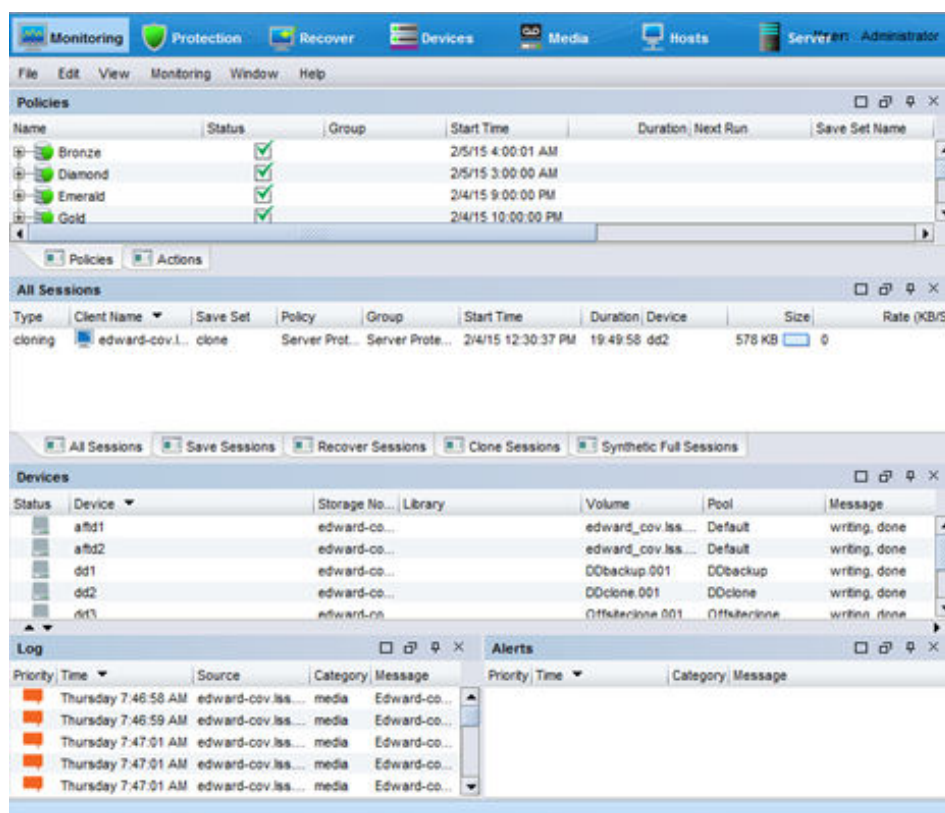 Monitoring Protection Recover Devices Media Hosts Server Administrator
File Edit View Monitoring Window Help
Policies
Name Status Group Start Time Duration Next Run Save Set Name
Bronze 2/5/15 4:00:01 AM
Diamond 2/5/15 3:00:00 AM
Emerald 2/4/15 9:00:00 PM
Gold 2/4/15 10:00:00 PM
Policies Actions
All Sessions
Type Client Name Save Set Policy Group Start Time Duration Device Size Rate (KB/S
cloning edward-cov.l... clone Server Prot... Server Prote... 2/4/15 12:30:37 PM 19:49:58 dd2 578 KB 0
All Sessions Save Sessions Recover Sessions Clone Sessions Synthetic Full Sessions
Devices
Status Device Storage No... Library Volume Pool Message
aftd1 edward-co... edward_cov.lss.... Default writing, done
aftd2 edward-co... edward_cov.lss.... Default writing, done
dd1 edward-co... DDbackup.001 DDbackup writing, done
dd2 edward-co... DDclone.001 DDclone writing, done
dd3 edward-co... Offsiteclone.001 Offsiteclone writing, done
Log
Priority Time Source Category Message
Thursday 7:46:58 AM edward-cov.lss.... media Edward-co...
Thursday 7:46:59 AM edward-cov.lss.... media Edward-co...
Thursday 7:47:01 AM edward-cov.lss.... media Edward-co...
Thursday 7:47:01 AM edward-cov.lss.... media Edward-co...
Thursday 7:47:01 AM edward-cov.lss.... media Edward-co...
Alerts
Priority Time Category Message